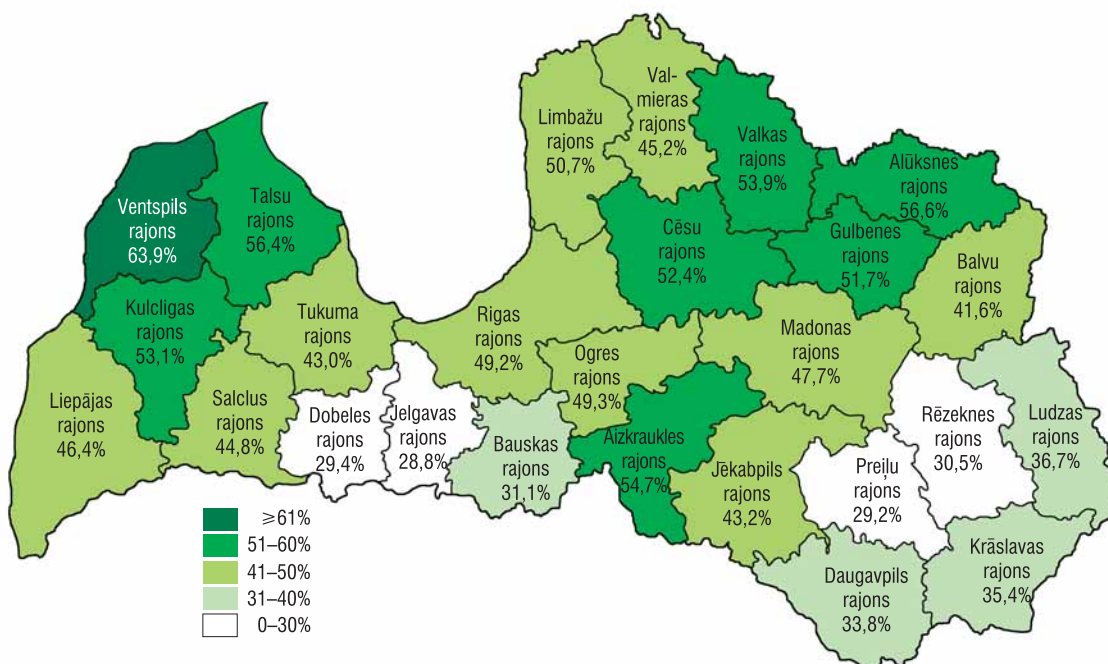 Val-
mieras
rajons
45,2%
Limbažu
rajons
50,7%
Valkas
rajons
53,9%
Alūksnes
rajons
56,6%
Ventspils
rajons
63,9%
Talsu
rajons
56,4%
Cēsu
rajons
52,4%
Gulbenes
rajons
51,7%
Balvu
rajons
41,6%
Kulcligas
rajons
53,1%
Tukuma
rajons
43,0%
Rigas
rajons
49,2%
Ogres
rajons
49,3%
Madonas
rajons
47,7%
Liepājas
rajons
46,4%
Salclus
rajons
44,8%
Dobeles
rajons
29,4%
Jelgavas
rajons
28,8%
Bauskas
rajons
31,1%
Aizkraukles
rajons
54,7%
Jēkabpils
rajons
43,2%
Preiļu
rajons
29,2%
Rēzeknes
rajons
30,5%
Ludzas
rajons
36,7%
Daugavpils
rajons
33,8%
Krāslavas
rajons
35,4%
≥61%
51–60%
41–50%
31–40%
0–30%